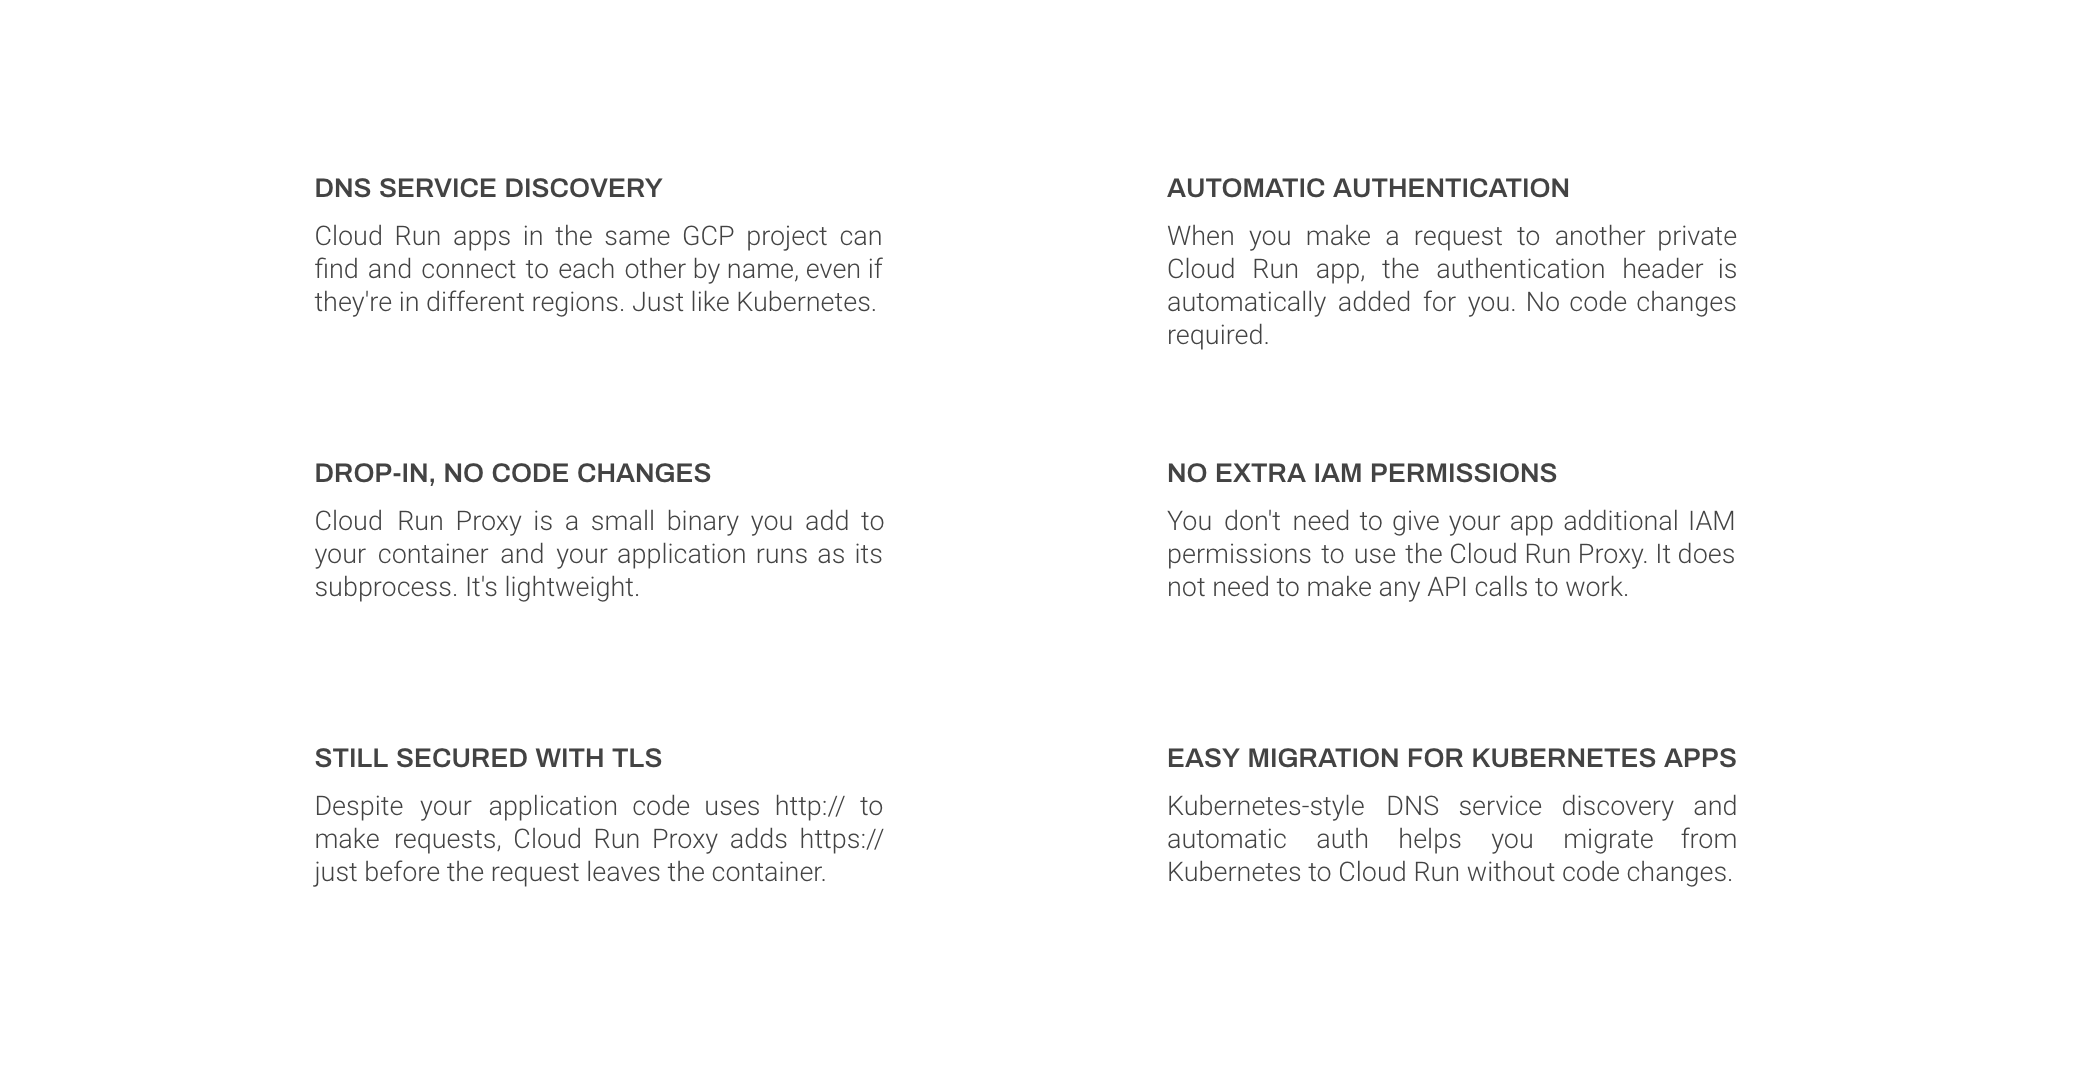 DNS SERVICE DISCOVERY
Cloud Run apps in the same GCP project can
find and connect to each other by name, even if
they're in different regions. Just like Kubernetes.
AUTOMATIC AUTHENTICATION
When you make a request to another private
Cloud Run app, the authentication header is
automatically added for you. No code changes
required.
DROP-IN, NO CODE CHANGES
Cloud Run Proxy is a small binary you add to
your container and your application runs as its
subprocess. It's lightweight.
NO EXTRA IAM PERMISSIONS
You don't need to give your app additional IAM
permissions to use the Cloud Run Proxy. It does
not need to make any API calls to work.
STILL SECURED WITH TLS
Despite your application code uses http:// to
make requests, Cloud Run Proxy adds https://
just before the request leaves the container.
EASY MIGRATION FOR KUBERNETES APPS
Kubernetes-style DNS service discovery and
automatic auth helps you migrate from
Kubernetes to Cloud Run without code changes.